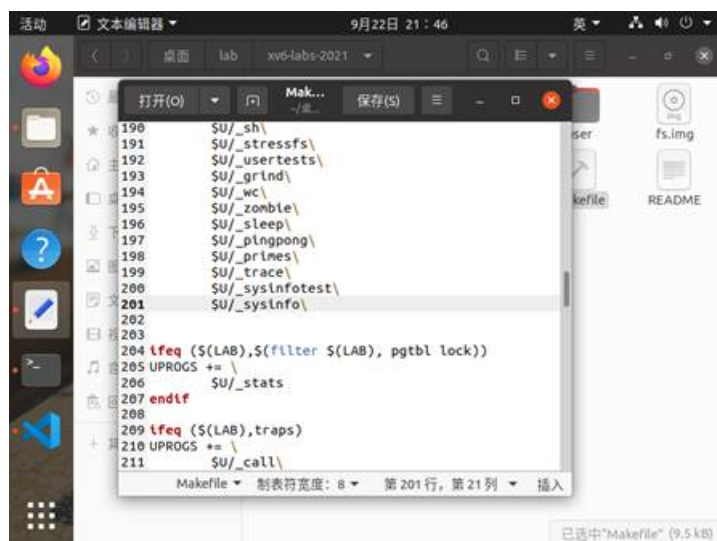 活动 文本编辑器 9月22日 21：46 英
桌面 lab xv6-labs-2021
打开(O) Mak... 保存(S)
190 $U/_sh\
191 $U/_stressfs\
192 $U/_usertests\
193 $U/_grind\
194 $U/_wc\
195 $U/_zombie\
196 $U/_sleep\
197 $U/_pingpong\
198 $U/_primes\
199 $U/_trace\
200 $U/_sysinfotest\
201 $U/_sysinfo\
202
203
204 ifeq ($(LAB),$(filter $(LAB), pgtbl lock))
205 UPROGS += \
206 $U/_stats
207 endif
208
209 ifeq ($(LAB),traps)
210 UPROGS += \
211 $U/_call\
Makefile 制表符宽度：8 第 201 行，第 21 列 插入
fs.img
README
已选中"Makefile" (9.5 kB)